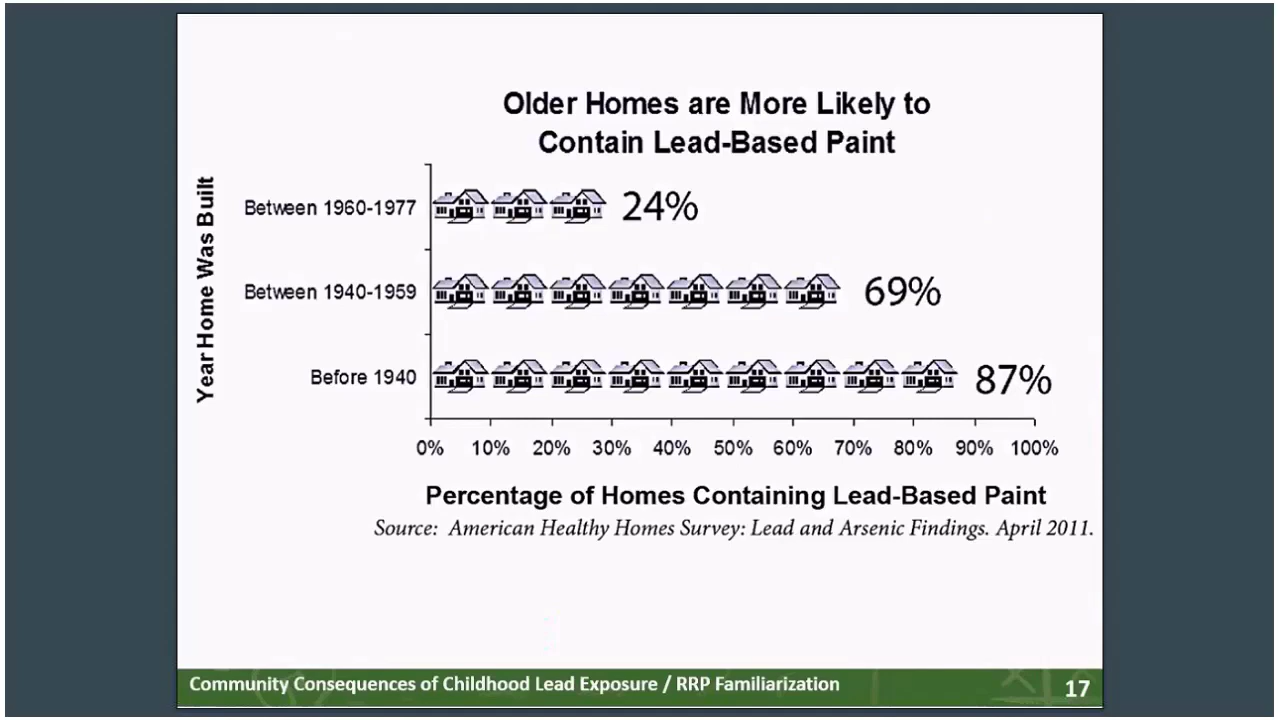 Older Homes are More Likely to
Contain Lead-Based Paint
Year Home Was Built
Between 1960-1977 24%
Between 1940-1959 69%
Before 1940 87%
0% 10% 20% 30% 40% 50% 60% 70% 80% 90% 100%
Percentage of Homes Containing Lead-Based Paint
Source: American Healthy Homes Survey: Lead and Arsenic Findings. April 2011.
Community Consequences of Childhood Lead Exposure / RRP Familiarization 17